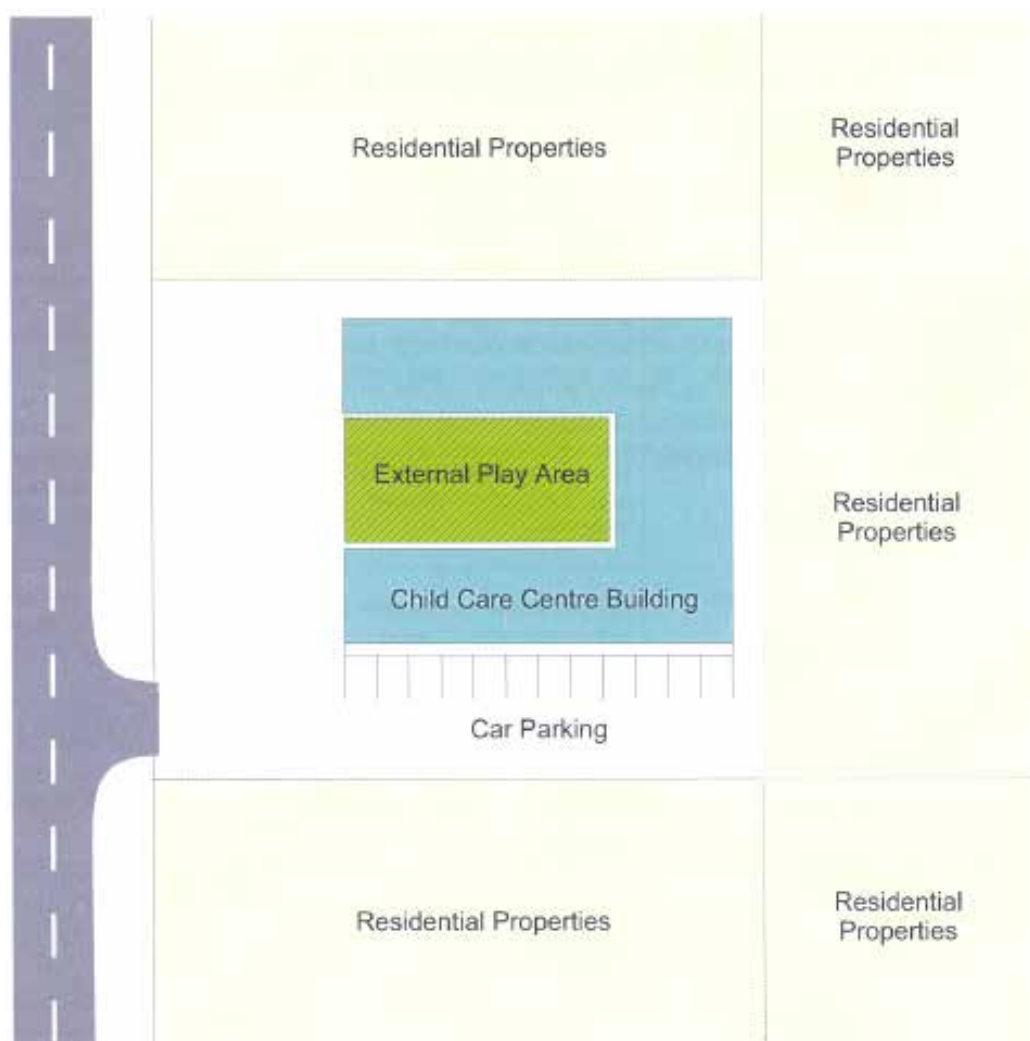 Residential Properties
Residential
Properties
External Play Area
Residential
Properties
Child Care Centre Building
Car Parking
Residential Properties
Residential
Properties